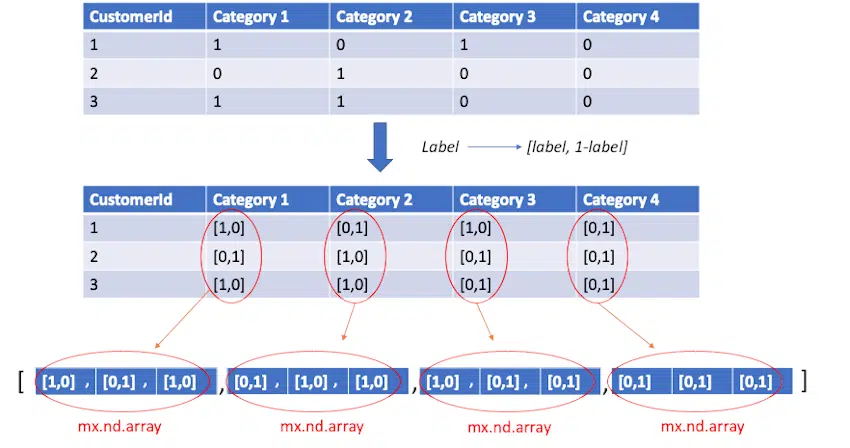 CustomerId Category 1 Category 2 Category 3 Category 4
1 1 0 1 0
2 0 1 0 0
3 1 1 0 0
Label [label, 1-label]
CustomerId Category 1 Category 2 Category 3 Category 4
1 [1,0] [0,1] [1,0] [0,1]
2 [0,1] [1,0] [0,1] [0,1]
3 [1,0] [1,0] [0,1] [0,1]
[ [1,0] , [0,1] , [1,0] , [0,1] , [1,0] , [1,0] , [1,0] , [0,1] , [0,1] , [0,1] [0,1] [0,1] ]
mx.nd.array mx.nd.array mx.nd.array mx.nd.array